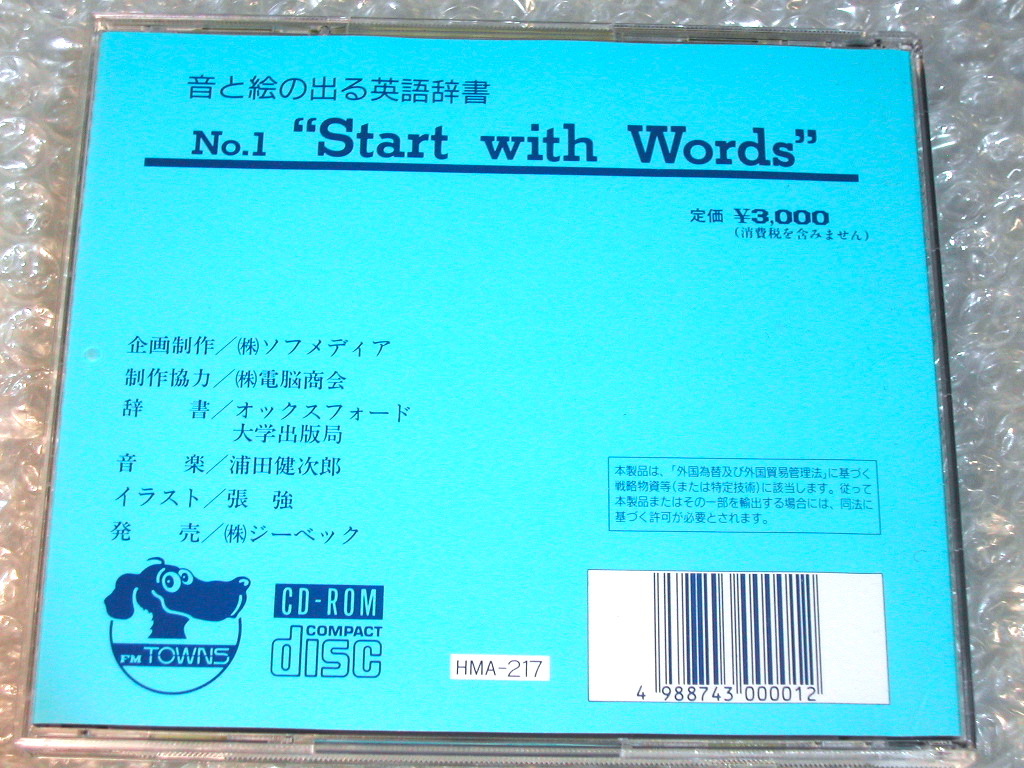 音と絵の出る英語辞書
No.1 “Start with Words”
定価 ¥3,000
(消費税を含みません)
企画制作／㈱ソフメディア
制作協力／㈱電脳商会
辞　書／オックスフォード
大学出版局
音　楽／浦田健次郎
イラスト／張　強
発　売／㈱ジーベック
本製品は、「外国為替及び外国貿易管理法」に基づく
戦略物資等(または特定技術)に該当します。従って
本製品またはその一部を輸出する場合には、同法に
基づく許可が必要とされます。
FM TOWNS
CD-ROM
COMPACT
disc
HMA-217
4 988743 000012